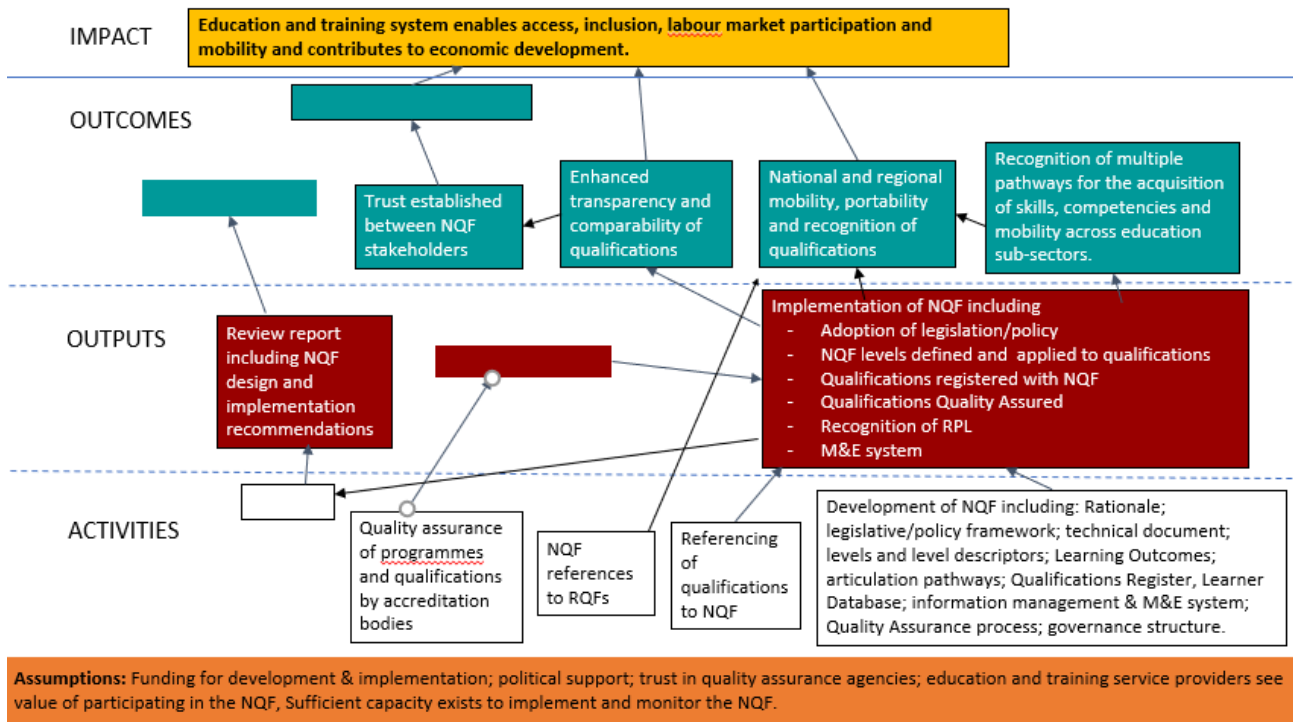 IMPACT
Education and training system enables access, inclusion, labour market participation and
mobility and contributes to economic development.
OUTCOMES
Trust established
between NQF
stakeholders
Enhanced
transparency and
comparability of
qualifications
National and regional
mobility, portability
and recognition of
qualifications
Recognition of multiple
pathways for the acquisition
of skills, competencies and
mobility across education
sub-sectors.
OUTPUTS
Review report
including NQF
design and
implementation
recommendations
Implementation of NQF including
- Adoption of legislation/policy
- NQF levels defined and applied to qualifications
- Qualifications registered with NQF
- Qualifications Quality Assured
- Recognition of RPL
- M&E system
ACTIVITIES
Quality assurance
of programmes
and qualifications
by accreditation
bodies
NQF
references
to RQFs
Referencing
of
qualifications
to NQF
Development of NQF including: Rationale;
legislative/policy framework; technical document;
levels and level descriptors; Learning Outcomes;
articulation pathways; Qualifications Register, Learner
Database; information management & M&E system;
Quality Assurance process; governance structure.
Assumptions: Funding for development & implementation; political support; trust in quality assurance agencies; education and training service providers see
value of participating in the NQF, Sufficient capacity exists to implement and monitor the NQF.